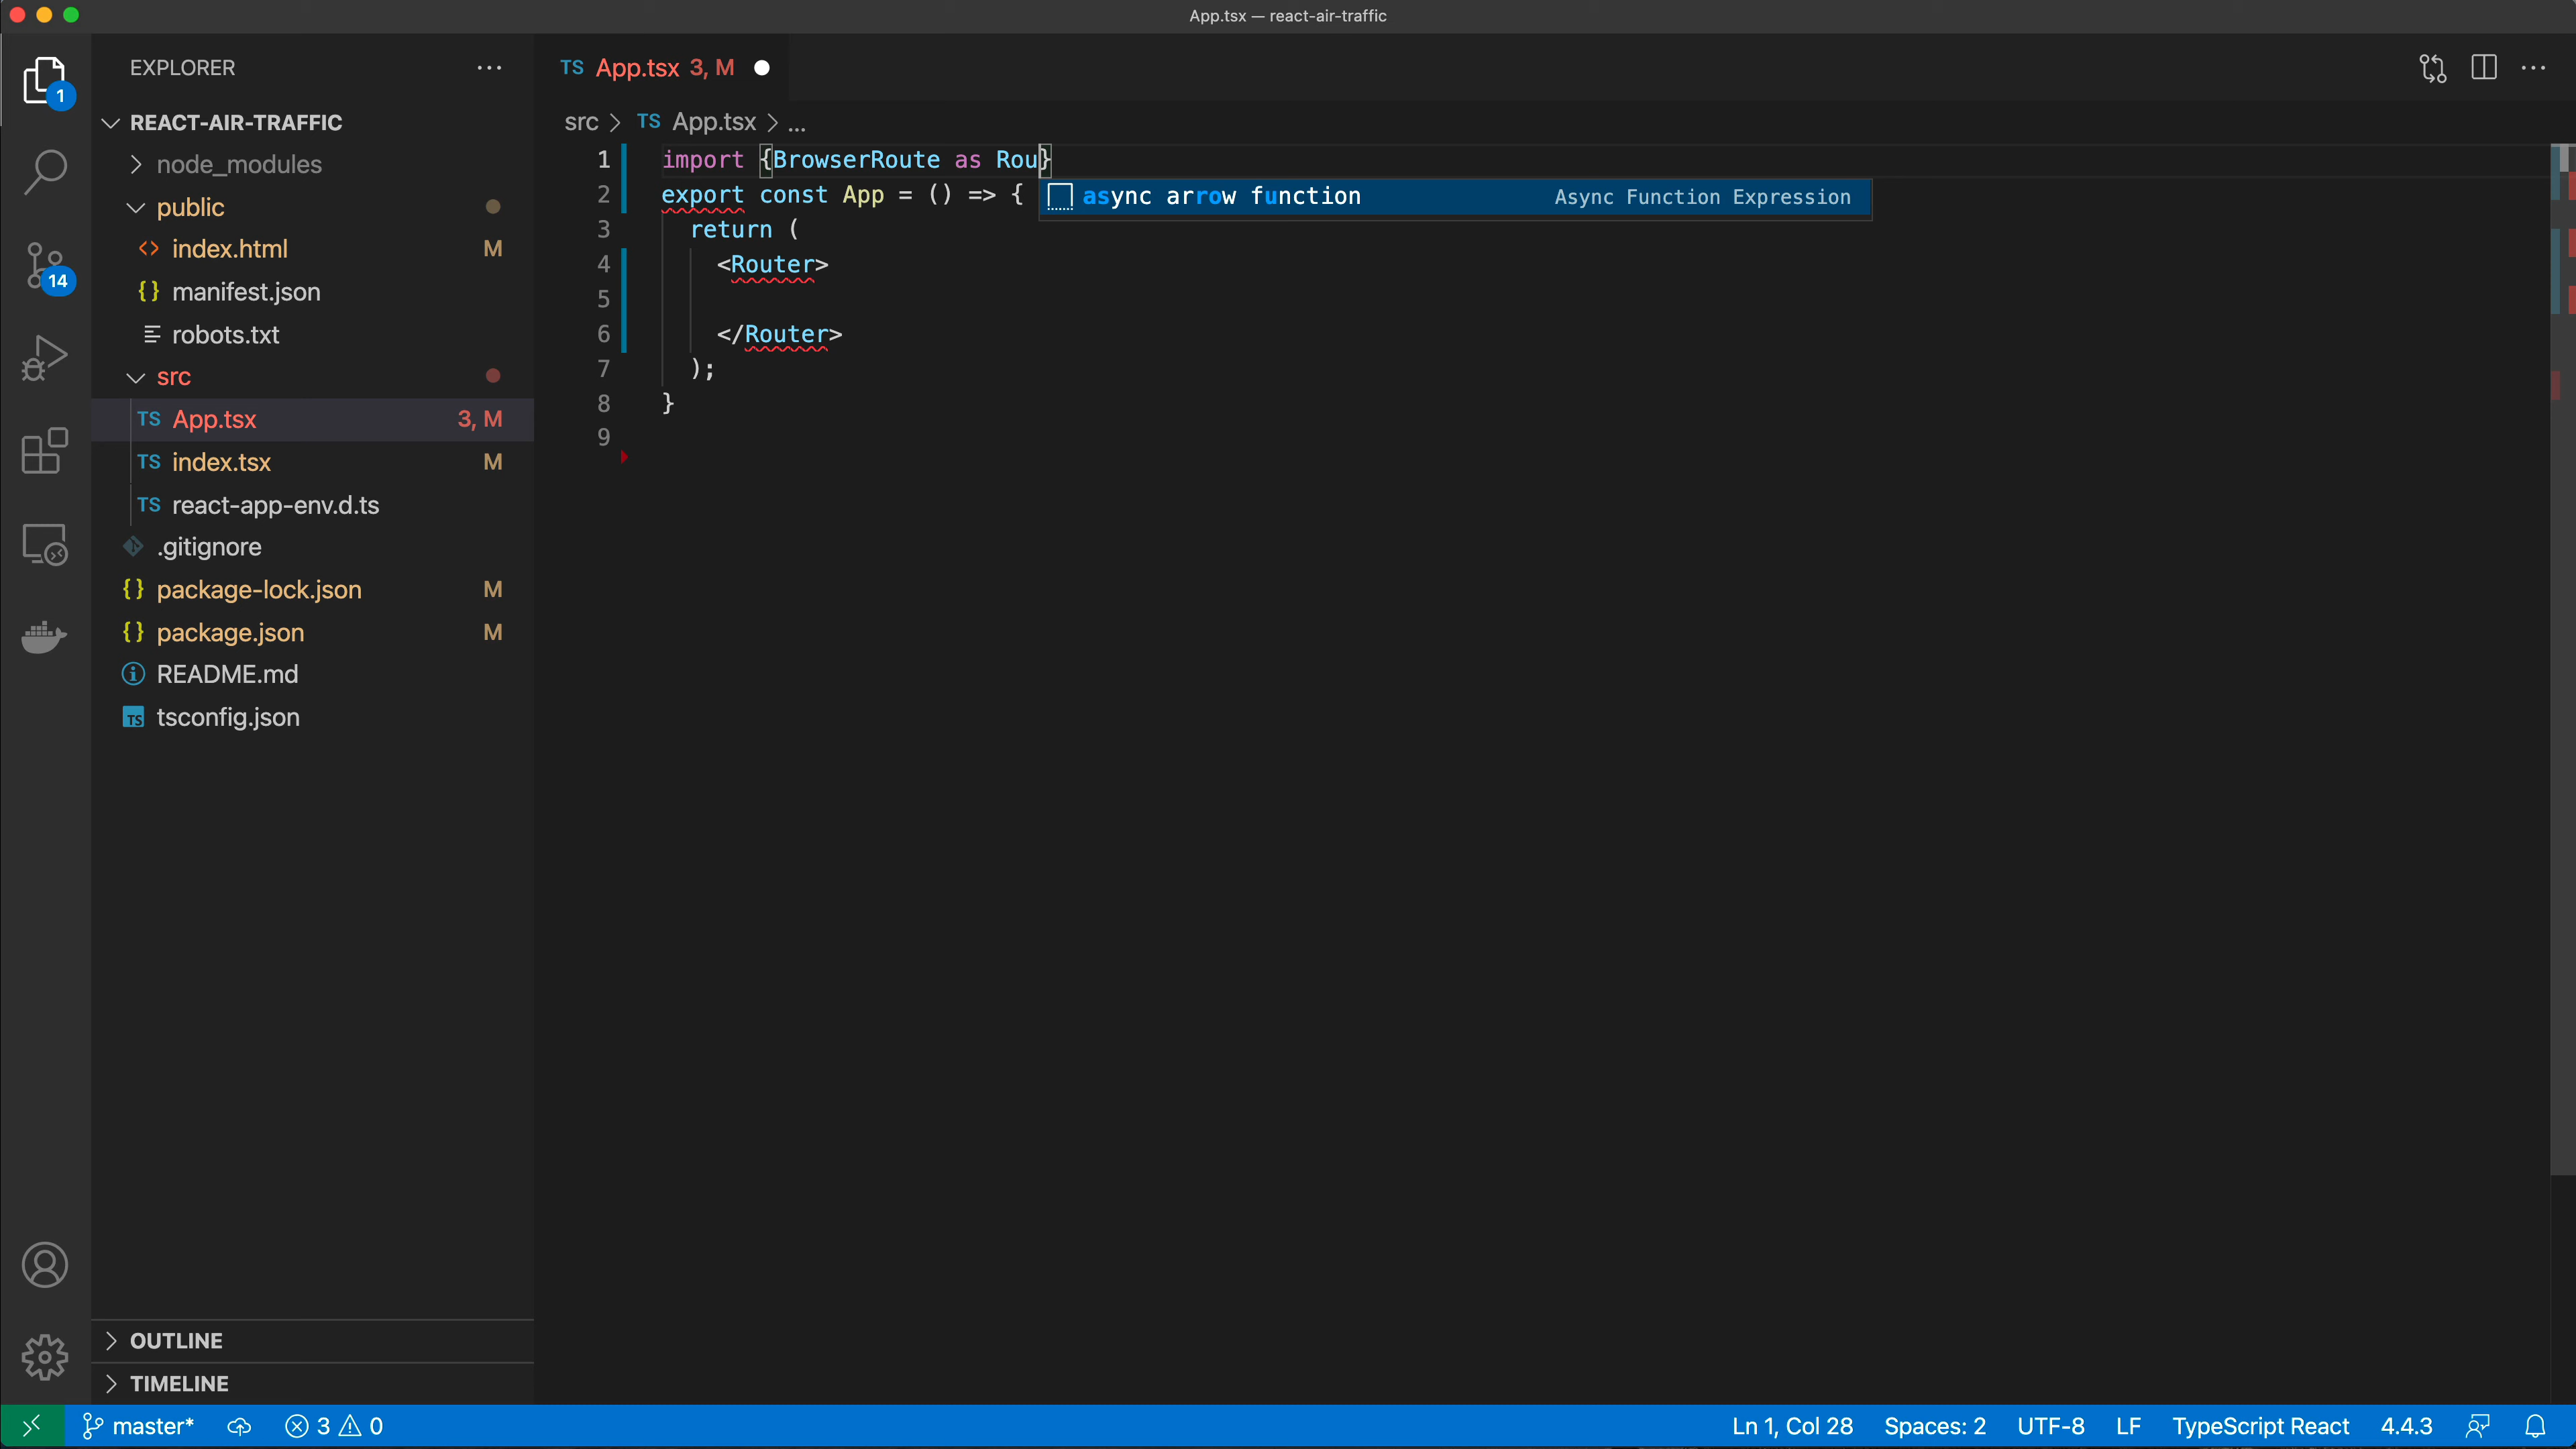 App.tsx — react-air-traffic
EXPLORER
REACT-AIR-TRAFFIC
node_modules
public
index.html M
manifest.json
robots.txt
src
TS App.tsx 3, M
TS index.tsx M
TS react-app-env.d.ts
.gitignore
package-lock.json M
package.json M
README.md
TS tsconfig.json
OUTLINE
TIMELINE
1
14
TS App.tsx 3, M
src > TS App.tsx > ...
1 import {BrowserRoute as Rou}
2 export const App = () => {
async arrow function Async Function Expression
3 return (
4 <Router>
5
6 </Router>
7 );
8 }
9
master* 3 0 Ln 1, Col 28 Spaces: 2 UTF-8 LF TypeScript React 4.4.3